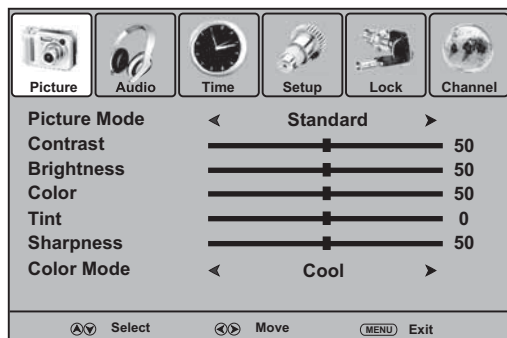 Picture Audio Time Setup Lock Channel
Picture Mode Standard
Contrast 50
Brightness 50
Color 50
Tint 0
Sharpness 50
Color Mode Cool
Select Move MENU Exit